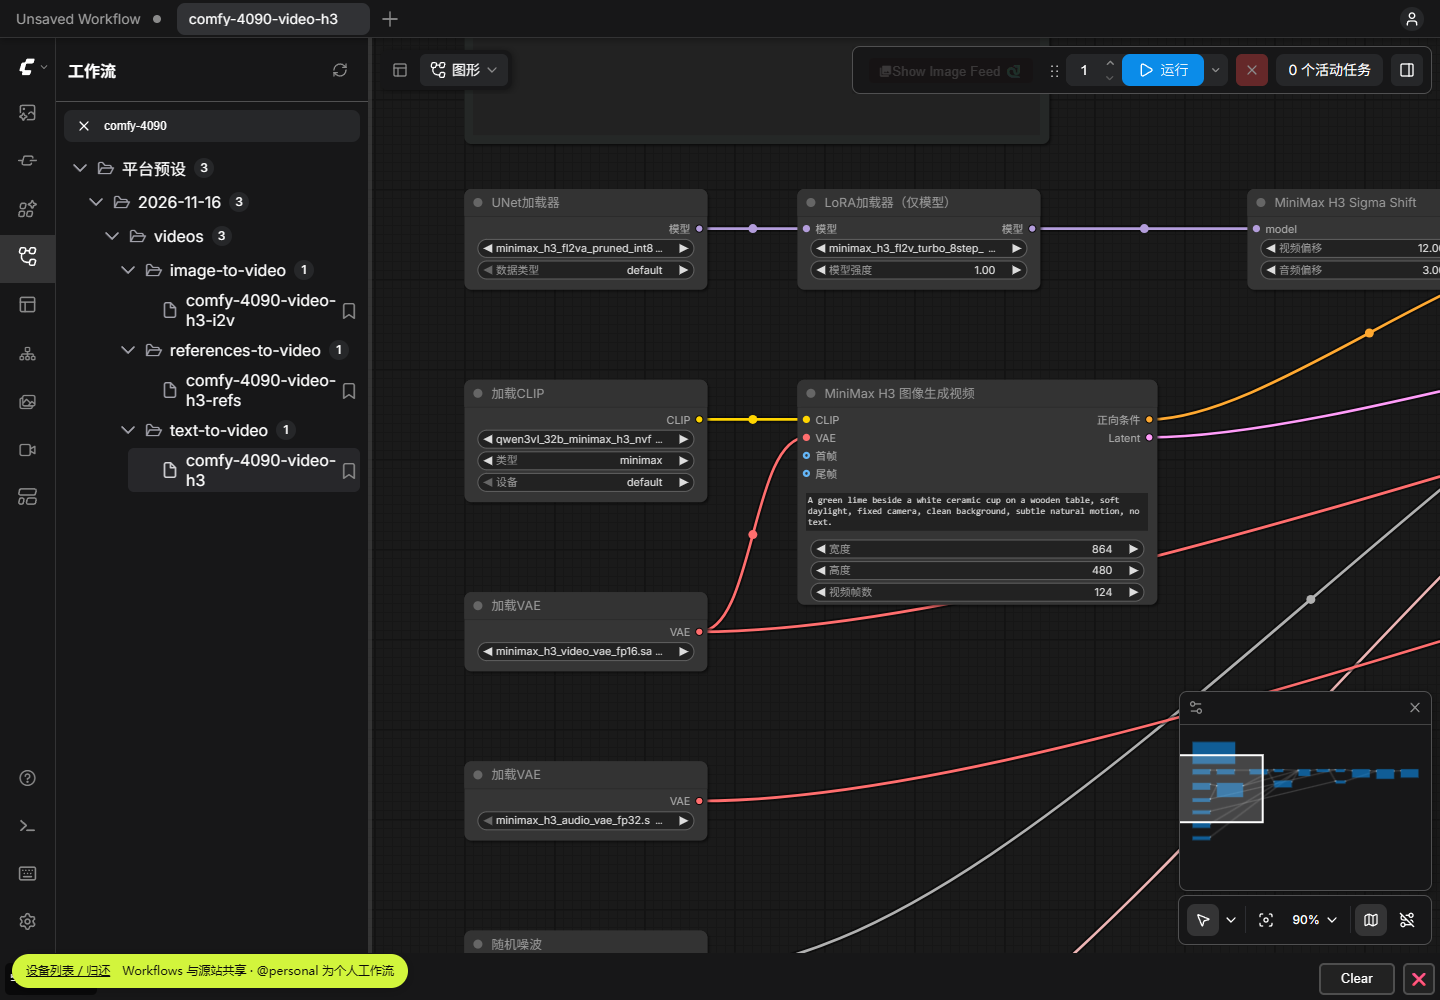 Unsaved Workflow
comfy-4090-video-h3
工作流
图形
Show Image Feed
1
运行
0 个活动任务
comfy-4090
平台预设 3
2026-11-16 3
videos 3
image-to-video 1
comfy-4090-video-
h3-i2v
references-to-video 1
comfy-4090-video-
h3-refs
text-to-video 1
comfy-4090-video-
h3
UNet加载器
模型
minimax_h3_fl2va_pruned_int8 ...
数据类型 default
LoRA加载器（仅模型）
模型 模型
minimax_h3_fl2v_turbo_8step_ ...
模型强度 1.00
MiniMax H3 Sigma Shift
model
视频偏移 12.0
音频偏移 3.0
加载CLIP
CLIP
qwen3vl_32b_minimax_h3_nvf ...
类型 minimax
设备 default
MiniMax H3 图像生成视频
CLIP 正向条件
VAE Latent
首帧
尾帧
A green lime beside a white ceramic cup on a wooden table, soft
daylight, fixed camera, clean background, subtle natural motion, no
text.
宽度 864
高度 480
视频帧数 124
加载VAE
VAE
minimax_h3_video_vae_fp16.sa ...
加载VAE
VAE
minimax_h3_audio_vae_fp32.s ...
随机噪波
90%
设备列表 / 归还 Workflows 与源站共享 · @personal 为个人工作流
Clear